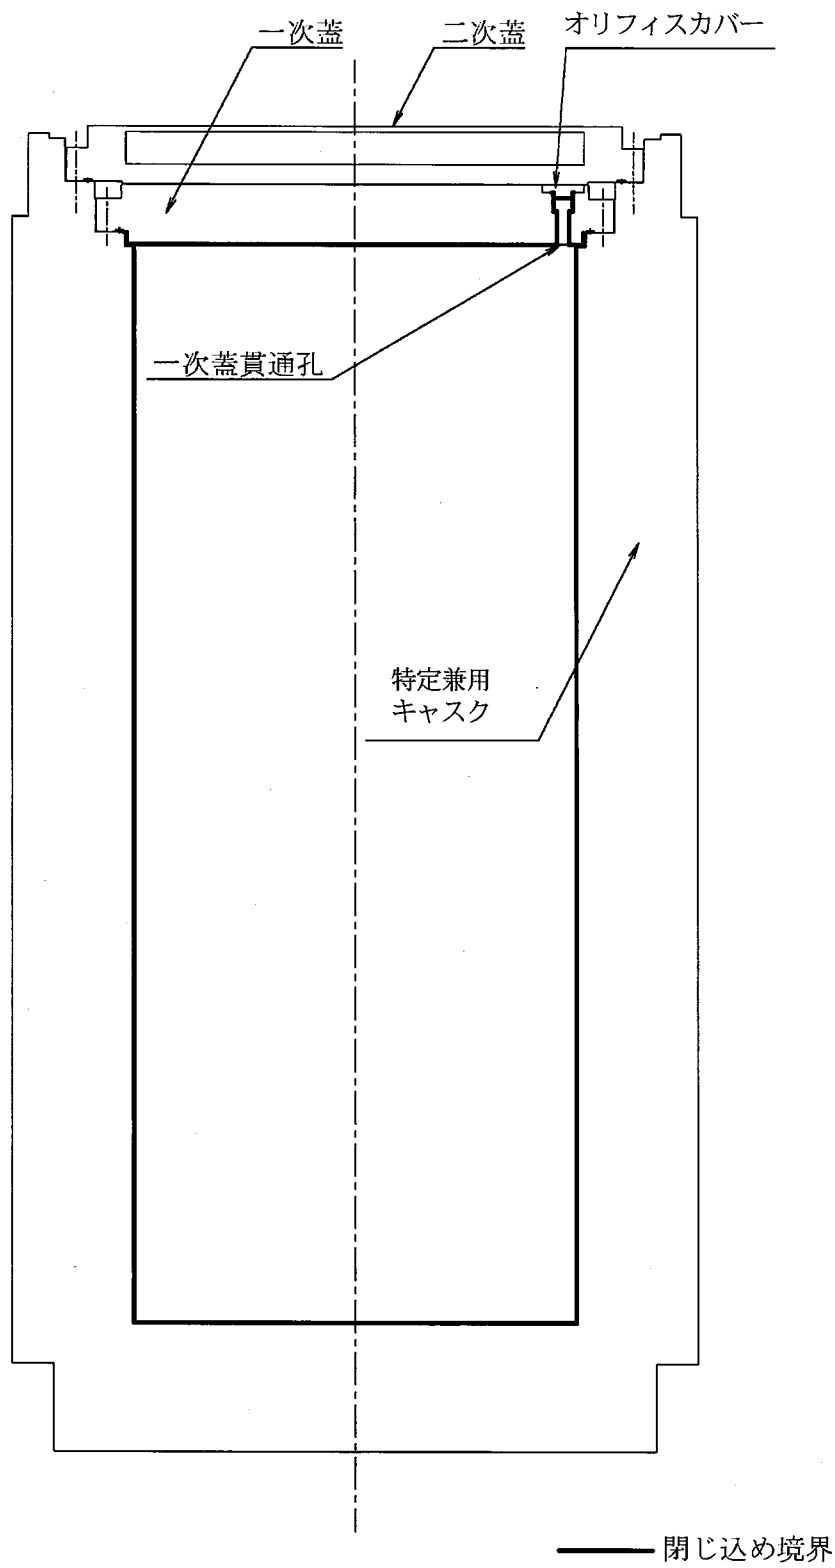 一次蓋
二次蓋
オリフィスカバー
一次蓋貫通孔
特定兼用
キャスク
閉じ込め境界